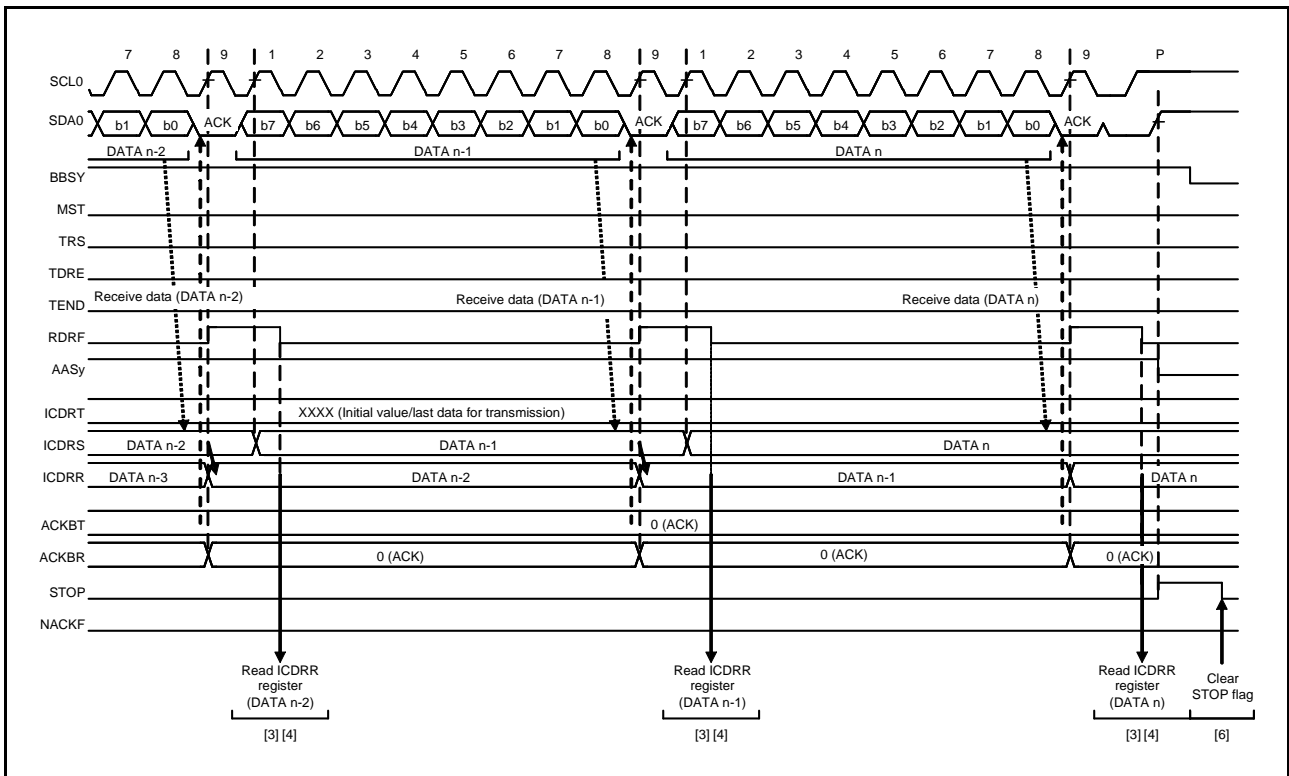 7 8 9 1 2 3 4 5 6 7 8 9 1 2 3 4 5 6 7 8 9 P
SCL0
SDA0 b1 b0 ACK b7 b6 b5 b4 b3 b2 b1 b0 ACK b7 b6 b5 b4 b3 b2 b1 b0 ACK
DATA n-2 DATA n-1 DATA n
BBSY
MST
TRS
TDRE
Receive data (DATA n-2) Receive data (DATA n-1) Receive data (DATA n)
TEND
RDRF
AASy
ICDRT XXXX (Initial value/last data for transmission)
ICDRS DATA n-2 DATA n-1 DATA n
ICDRR DATA n-3 DATA n-2 DATA n-1 DATA n
ACKBT 0 (ACK)
ACKBR 0 (ACK) 0 (ACK) 0 (ACK)
STOP
NACKF
Read ICDRR
register
(DATA n-2)
[3] [4]
Read ICDRR
register
(DATA n-1)
[3] [4]
Read ICDRR
register
(DATA n)
[3] [4]
Clear
STOP flag
[6]